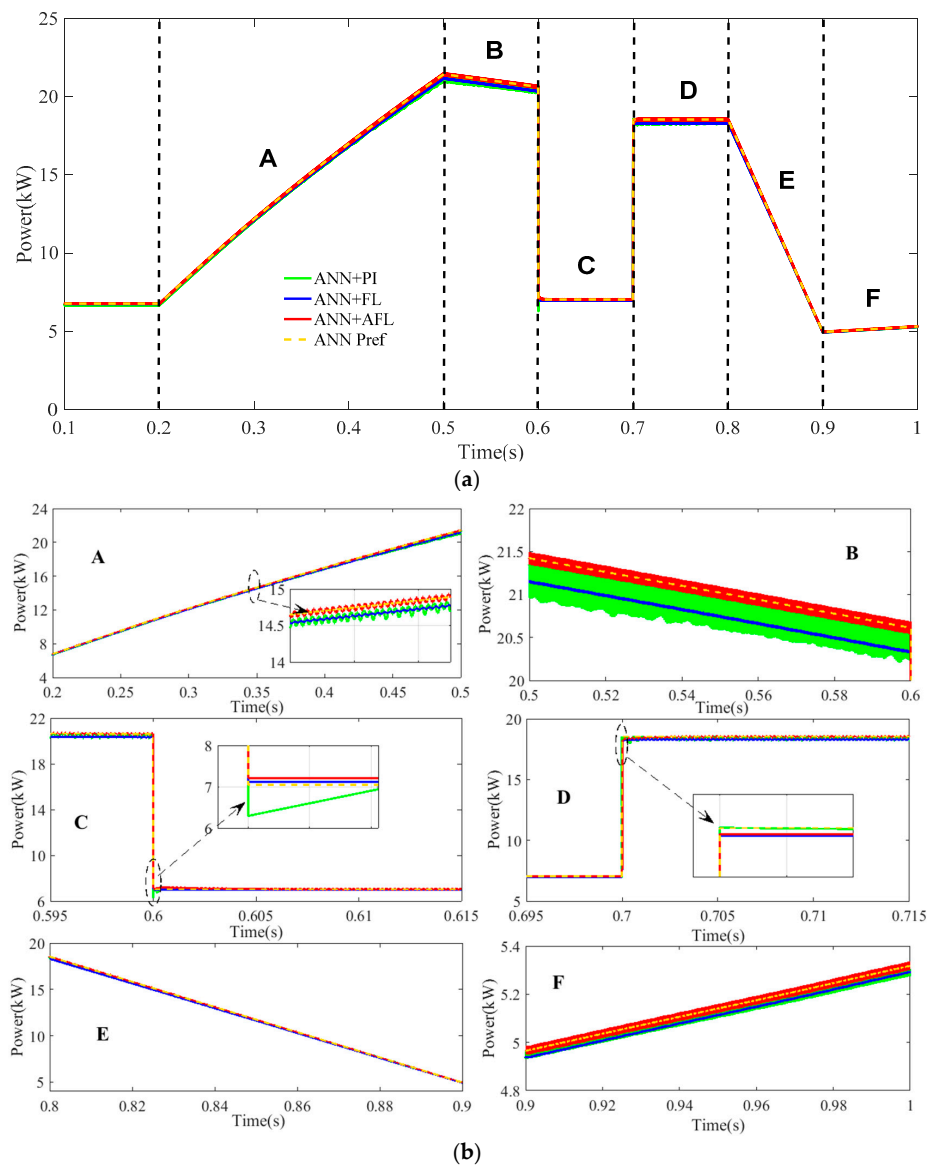 25
20
15
10
5
0
Power(kW)
A
B
C
D
E
F
ANN+PI
ANN+FL
ANN+AFL
ANN Pref
0.1 0.2 0.3 0.4 0.5 0.6 0.7 0.8 0.9 1
Time(s)
(a)
24
20
16
12
8
4
Power(kW)
A
15
14.5
14
0.2 0.25 0.3 0.35 0.4 0.45 0.5
Time(s)
22
21.5
21
20.5
20
Power(kW)
B
0.5 0.52 0.54 0.56 0.58 0.6
Time(s)
22
18
14
10
6
Power(kW)
C
8
7
6
0.595 0.6 0.605 0.61 0.615
Time(s)
20
15
10
5
Power(kW)
D
0.695 0.7 0.705 0.71 0.715
Time(s)
20
15
10
5
Power(kW)
E
0.8 0.82 0.84 0.86 0.88 0.9
Time(s)
5.4
5.2
5
4.8
Power(kW)
F
0.9 0.92 0.94 0.96 0.98 1
Time(s)
(b)